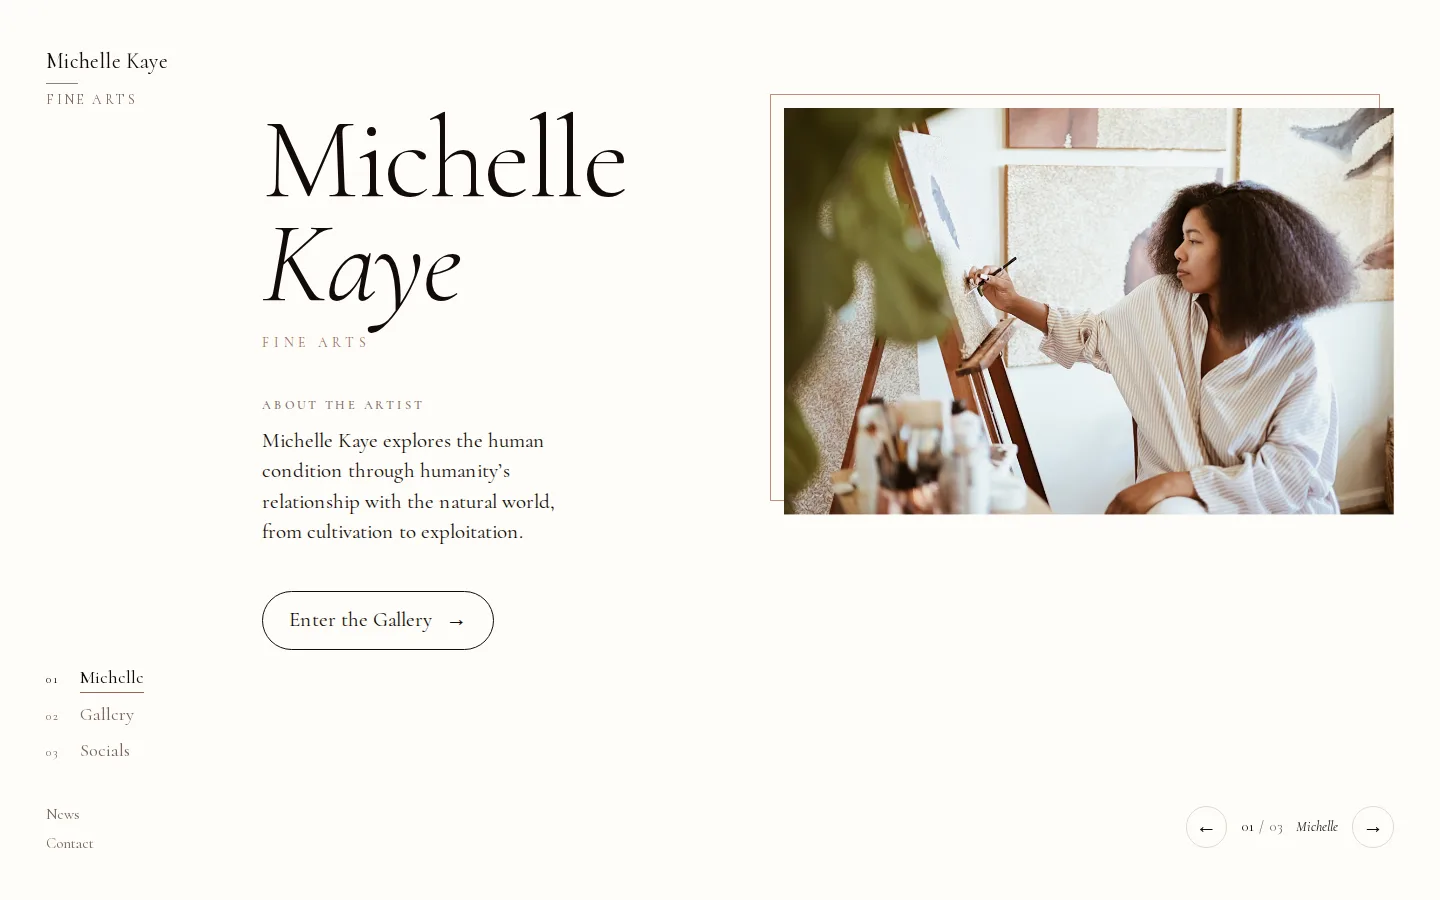 Michelle Kaye
FINE ARTS
Michelle
Kaye
FINE ARTS
ABOUT THE ARTIST
Michelle Kaye explores the human
condition through humanity's
relationship with the natural world,
from cultivation to exploitation.
Enter the Gallery →
01 Michelle
02 Gallery
03 Socials
News
Contact
← 01 / 03 Michelle →